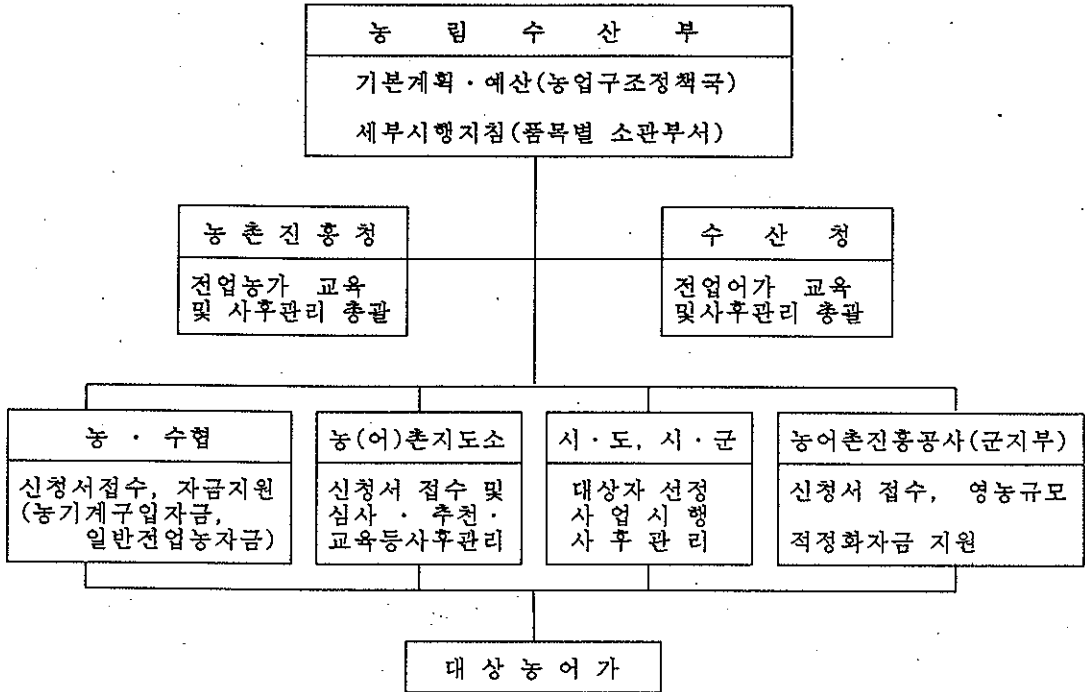 농 림 수 산 부
기본계획 · 예산(농업구조정책국)
세부시행지침(품목별 소관부서)
농 촌 진 흥 청
전업농가 교육
및 사후관리 총괄
수 산 청
전업어가 교육
및사후관리 총괄
농 · 수협
신청서접수, 자금지원
(농기계구입자금,
일반전업농자금)
농(어)촌지도소
신청서 접수 및
심사 · 추천 ·
교육등사후관리
시 · 도, 시 · 군
대상자 선정
사 업 시 행
사 후 관 리
농어촌진흥공사(군지부)
신청서 접수, 영농규모
적정화자금 지원
대 상 농 어 가